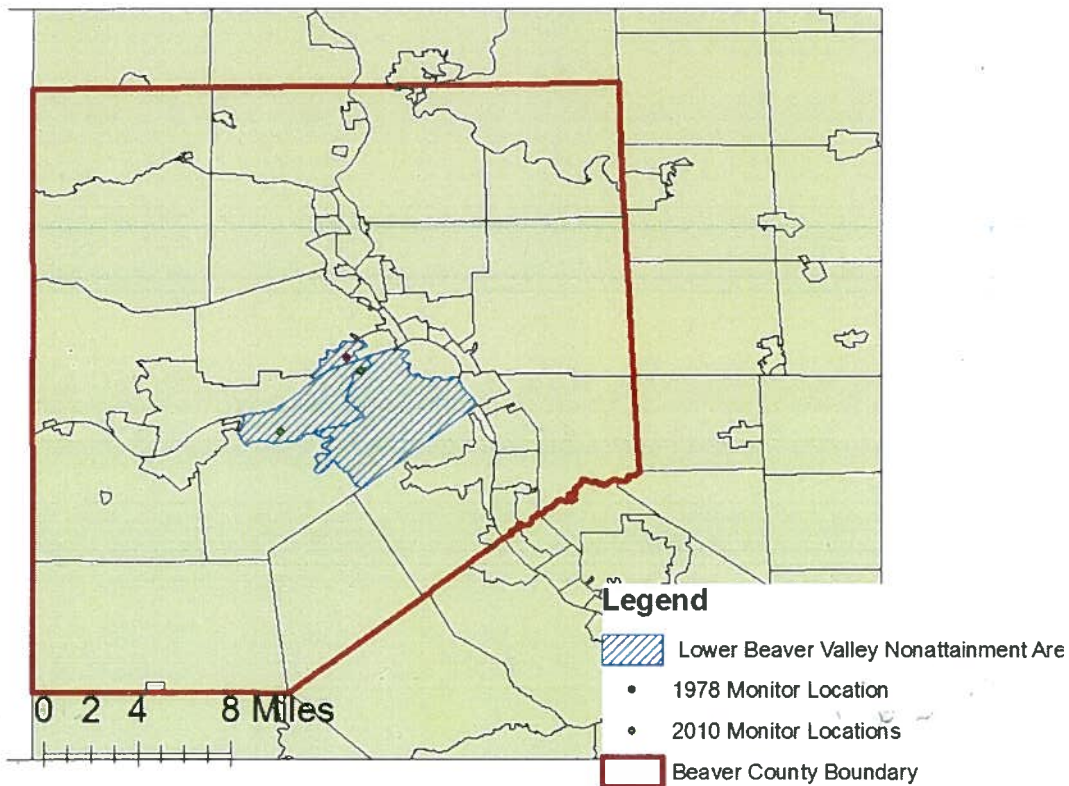 0 2 4 8 Miles
Legend
Lower Beaver Valley Nonattainment Are
1978 Monitor Location
2010 Monitor Locations
Beaver County Boundary